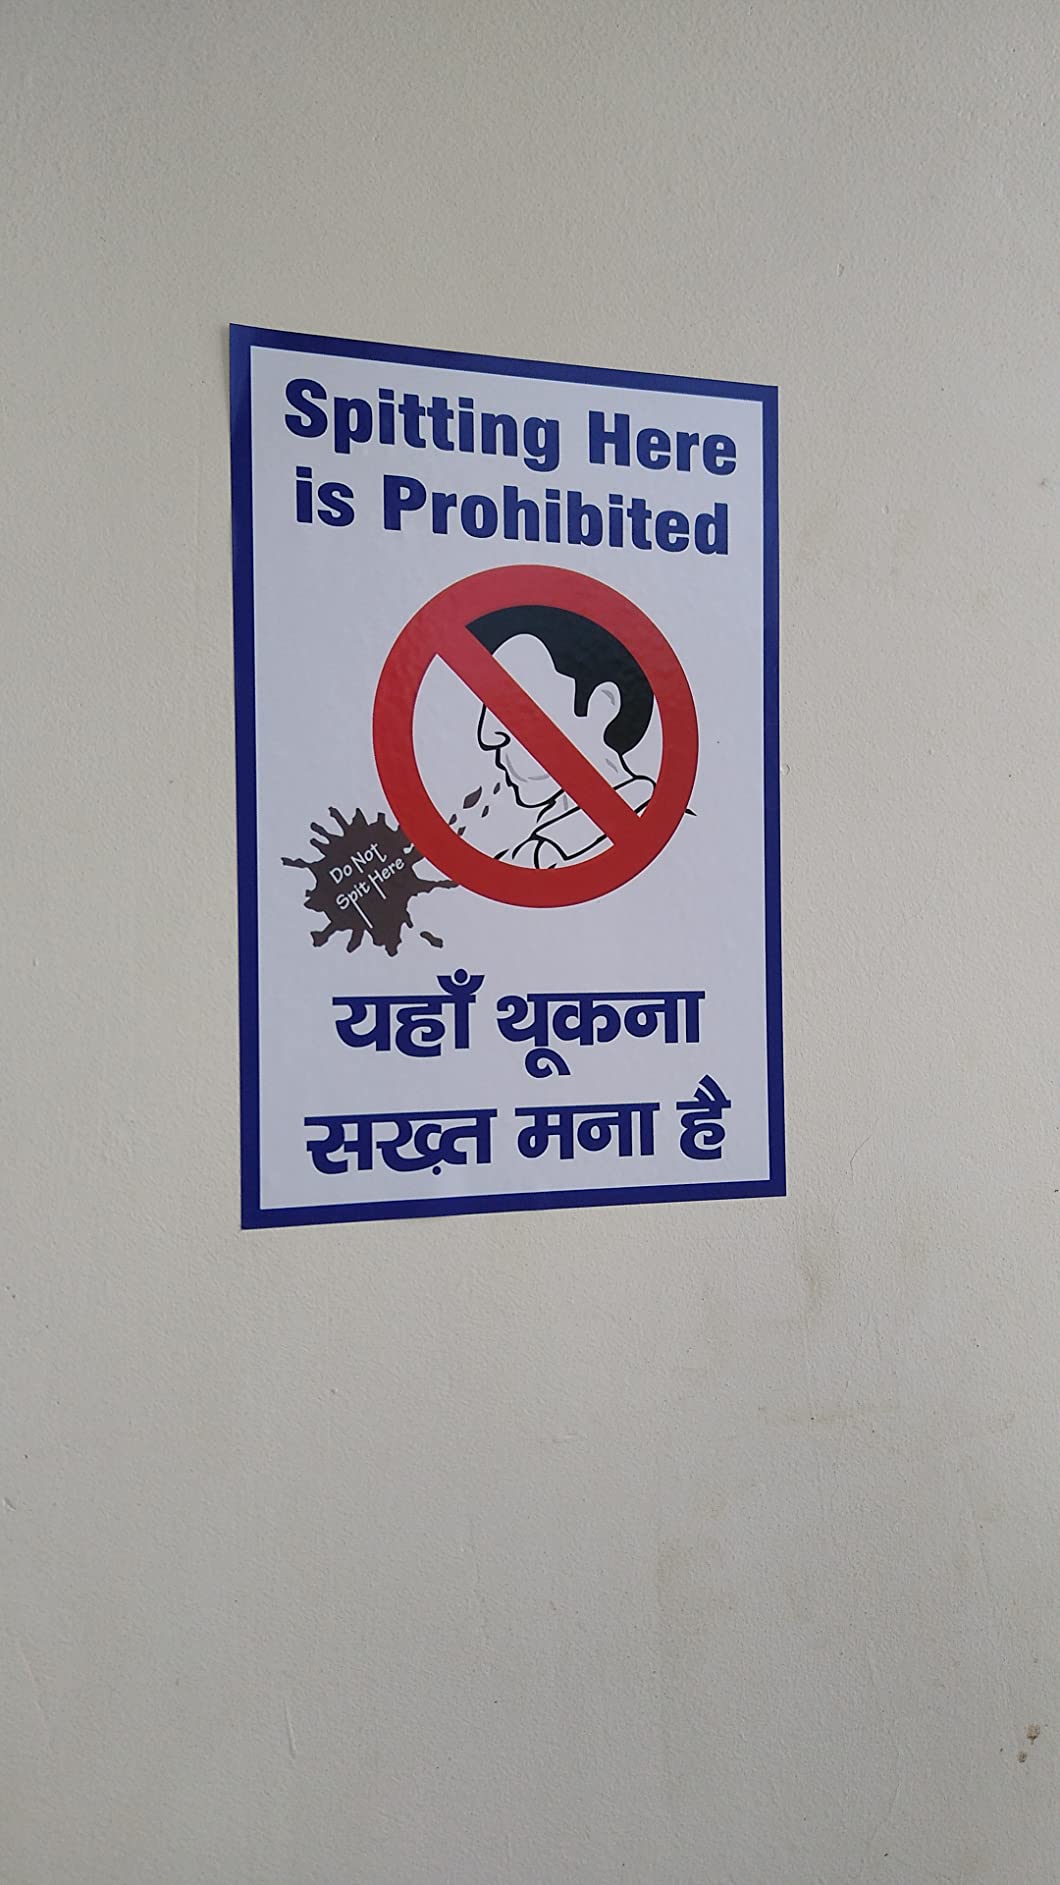 Spitting Here
is Prohibited
Do Not
Spit Here
यहाँ थूकना
सख़्त मना है